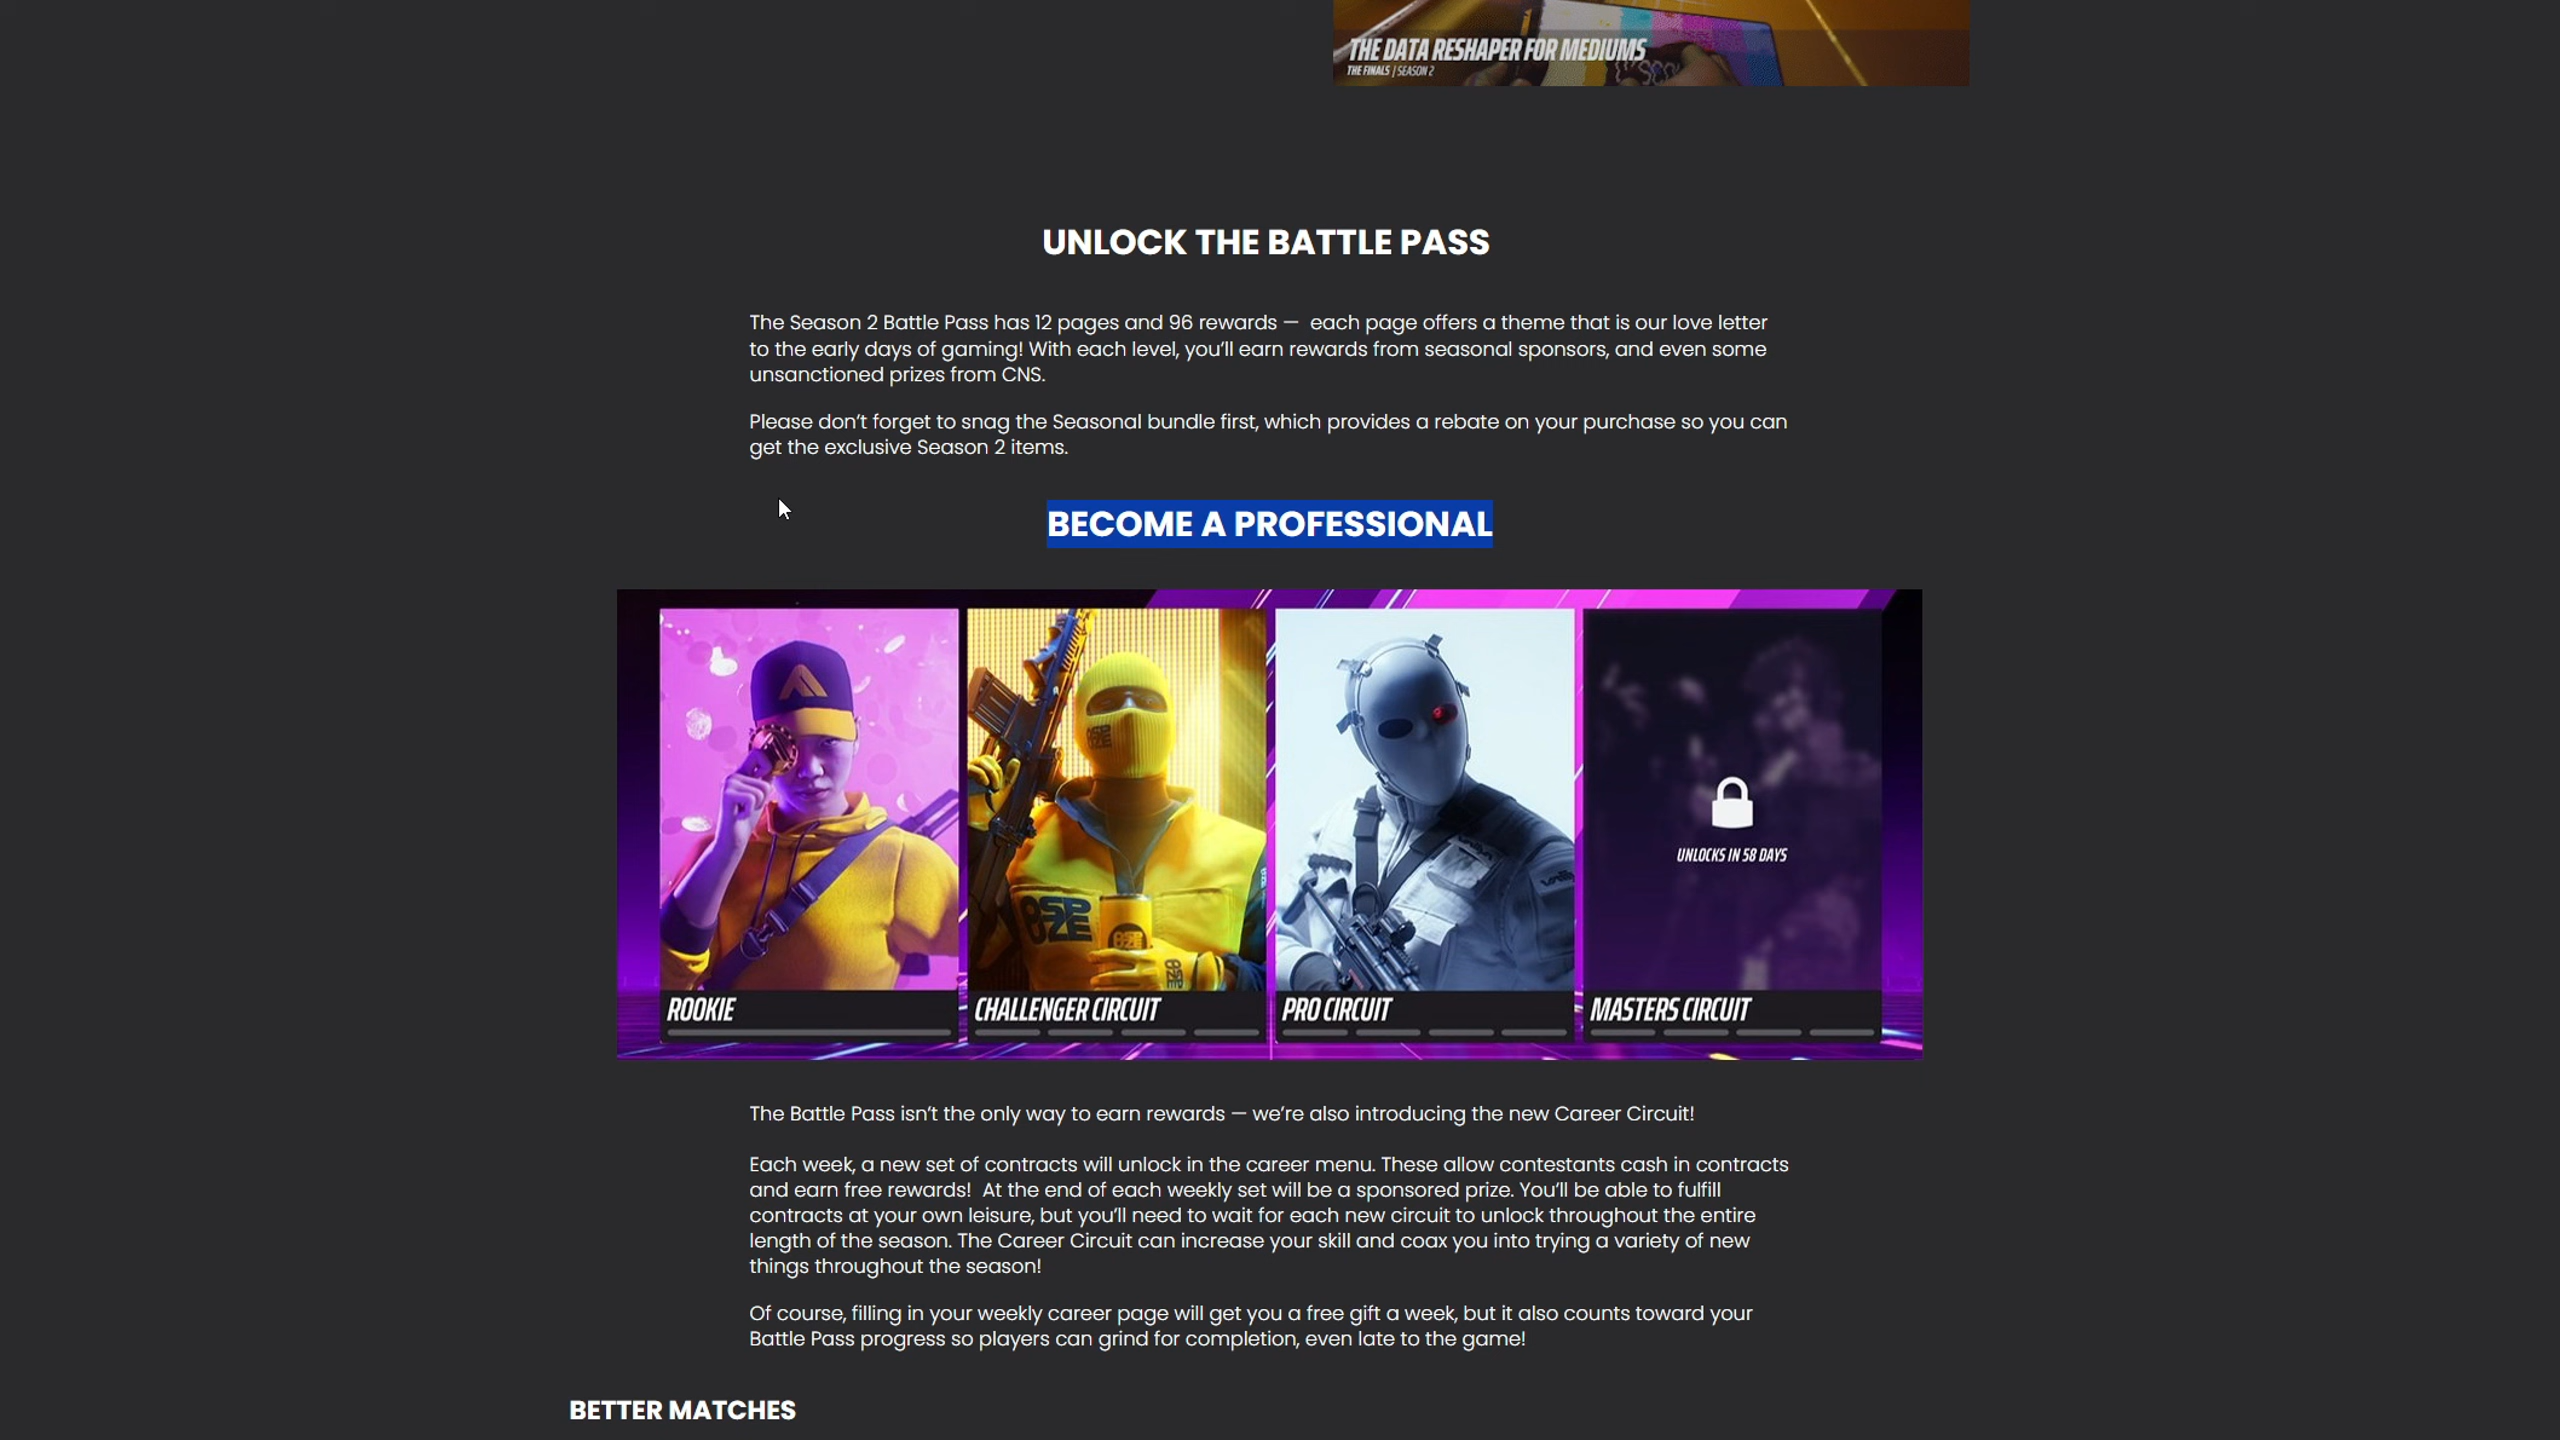 THE DATA RESHAPER FOR MEDIUMS
THE FINALS | SEASON 2
UNLOCK THE BATTLE PASS
The Season 2 Battle Pass has 12 pages and 96 rewards —  each page offers a theme that is our love letter
to the early days of gaming! With each level, you’ll earn rewards from seasonal sponsors, and even some
unsanctioned prizes from CNS.
Please don’t forget to snag the Seasonal bundle first, which provides a rebate on your purchase so you can
get the exclusive Season 2 items.
BECOME A PROFESSIONAL
OSPUZE
OSPUZE
OSPUZE
OSPUZE
UNLOCKS IN 58 DAYS
ROOKIE
CHALLENGER CIRCUIT
PRO CIRCUIT
MASTERS CIRCUIT
The Battle Pass isn’t the only way to earn rewards — we’re also introducing the new Career Circuit!
Each week, a new set of contracts will unlock in the career menu. These allow contestants cash in contracts
and earn free rewards!  At the end of each weekly set will be a sponsored prize. You’ll be able to fulfill
contracts at your own leisure, but you’ll need to wait for each new circuit to unlock throughout the entire
length of the season. The Career Circuit can increase your skill and coax you into trying a variety of new
things throughout the season!
Of course, filling in your weekly career page will get you a free gift a week, but it also counts toward your
Battle Pass progress so players can grind for completion, even late to the game!
BETTER MATCHES